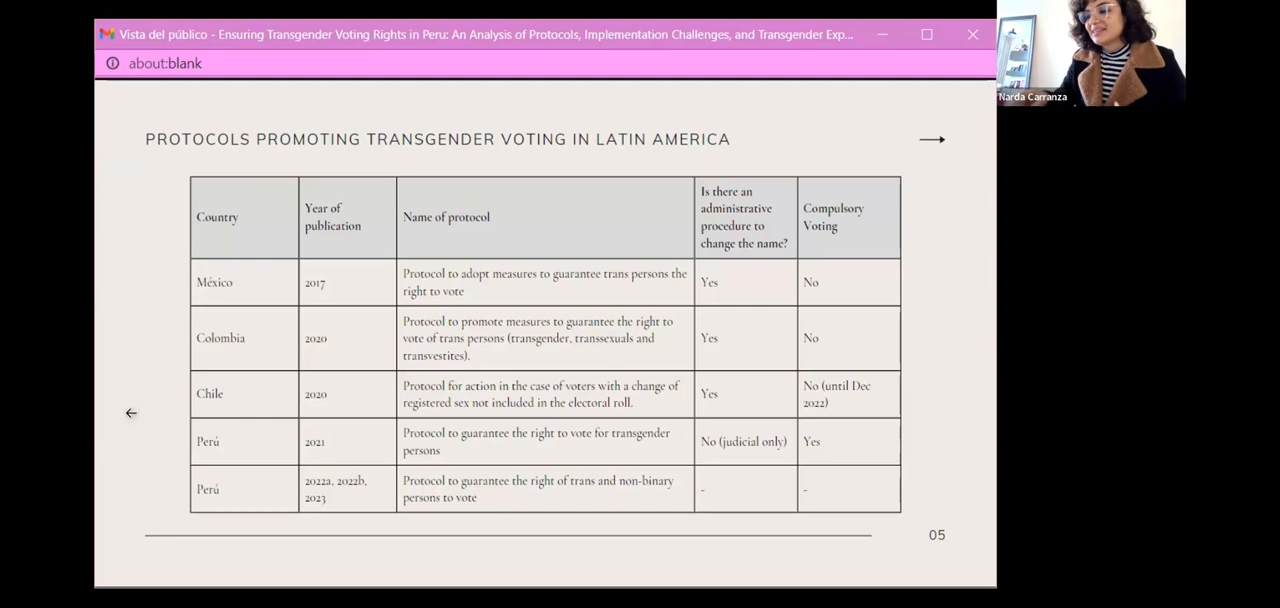 Vista del público - Ensuring Transgender Voting Rights in Peru: An Analysis of Protocols, Implementation Challenges, and Transgender Exp...
about:blank
Narda Carranza
PROTOCOLS PROMOTING TRANSGENDER VOTING IN LATIN AMERICA
Country
Year of
publication
Name of protocol
Is there an
administrative
procedure to
change the name?
Compulsory
Voting
México
2017
Protocol to adopt measures to guarantee trans persons the
right to vote
Yes
No
Colombia
2020
Protocol to promote measures to guarantee the right to
vote of trans persons (transgender, transsexuals and
transvestites).
Yes
No
Chile
2020
Protocol for action in the case of voters with a change of
registered sex not included in the electoral roll.
Yes
No (until Dec
2022)
Perú
2021
Protocol to guarantee the right to vote for transgender
persons
No (judicial only)
Yes
Perú
2022a, 2022b,
2023
Protocol to guarantee the right of trans and non-binary
persons to vote
-
-
05